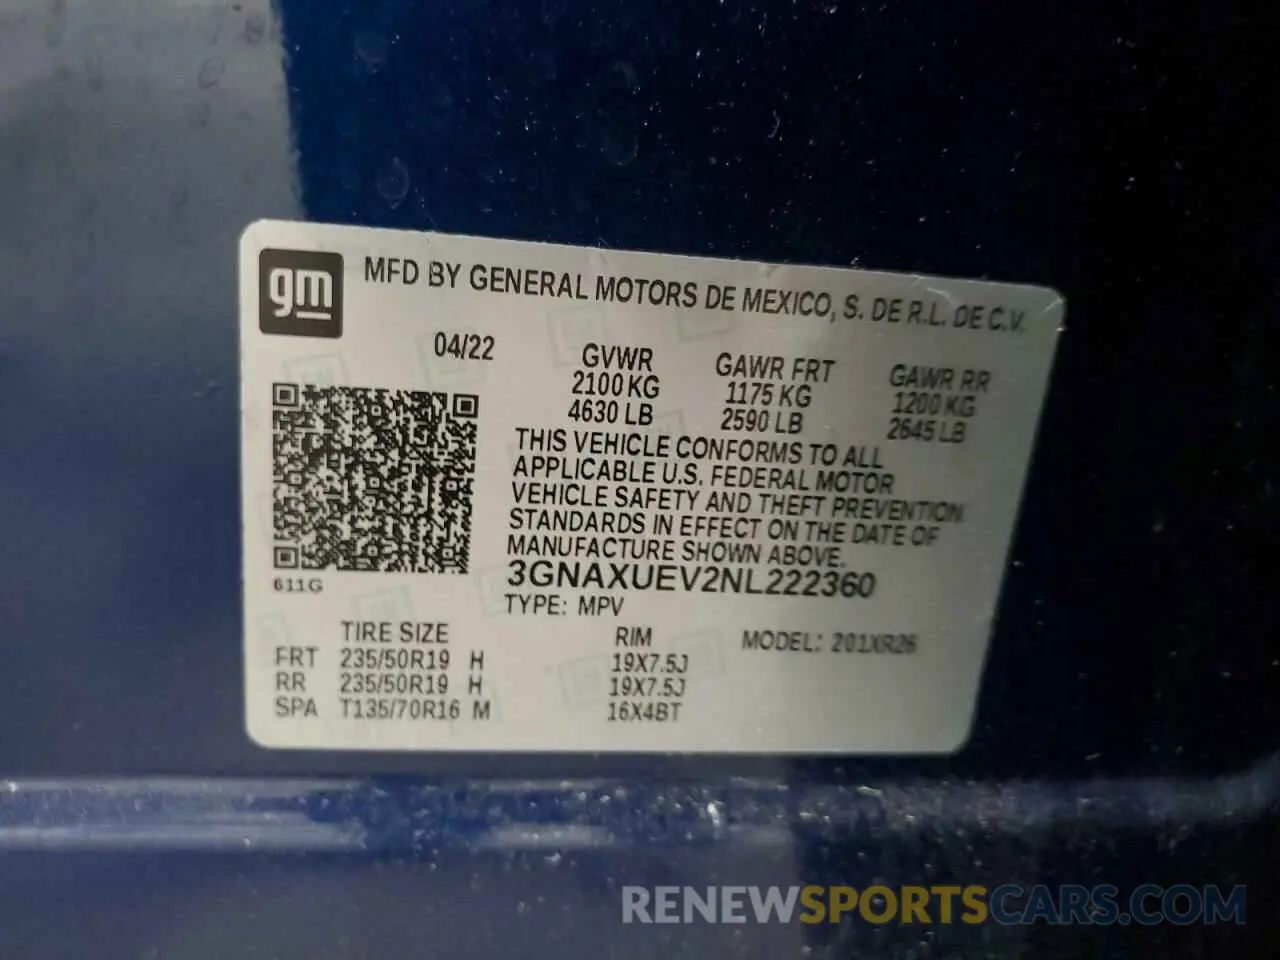 gm
MFD BY GENERAL MOTORS DE MEXICO, S. DE R.L. DE C.V.
04/22
GVWR GAWR FRT GAWR RR
2100 KG 1175 KG 1200 KG
4630 LB 2590 LB 2645 LB
THIS VEHICLE CONFORMS TO ALL
APPLICABLE U.S. FEDERAL MOTOR
VEHICLE SAFETY AND THEFT PREVENTION
STANDARDS IN EFFECT ON THE DATE OF
MANUFACTURE SHOWN ABOVE.
611G
3GNAXUEV2NL222360
TYPE: MPV
TIRE SIZE RIM MODEL: 201XR26
FRT 235/50R19 H 19X7.5J
RR 235/50R19 H 19X7.5J
SPA T135/70R16 M 16X4BT
RENEWSPORTSCARS.COM